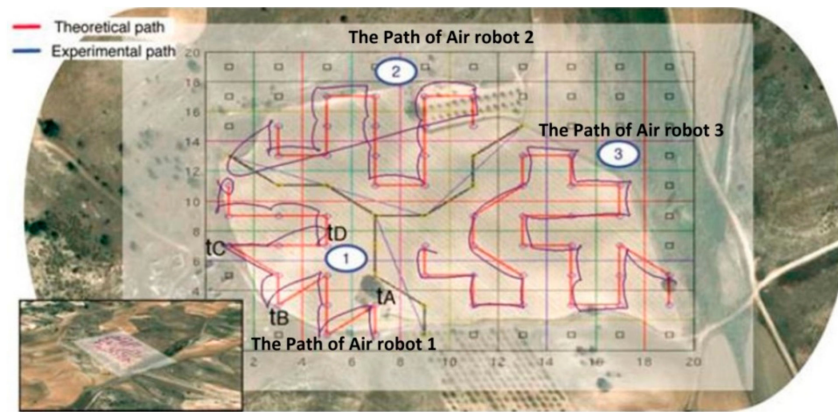 Theoretical path
Experimental path
The Path of Air robot 2
20
18
16
14
12
10
8
6
4
2
The Path of Air robot 3
3
tC
tD
1
tA
tB
The Path of Air robot 1
2 4 6 8 10 12 14 16 18 20